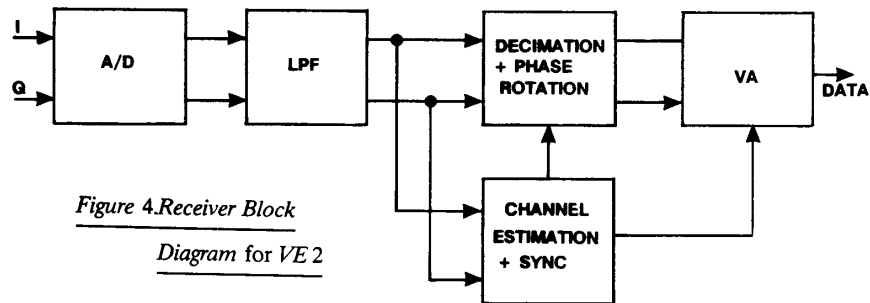 I
Q
A/D
LPF
DECIMATION
+ PHASE
ROTATION
VA
DATA
CHANNEL
ESTIMATION
+ SYNC
Figure 4.Receiver Block
Diagram for VE 2